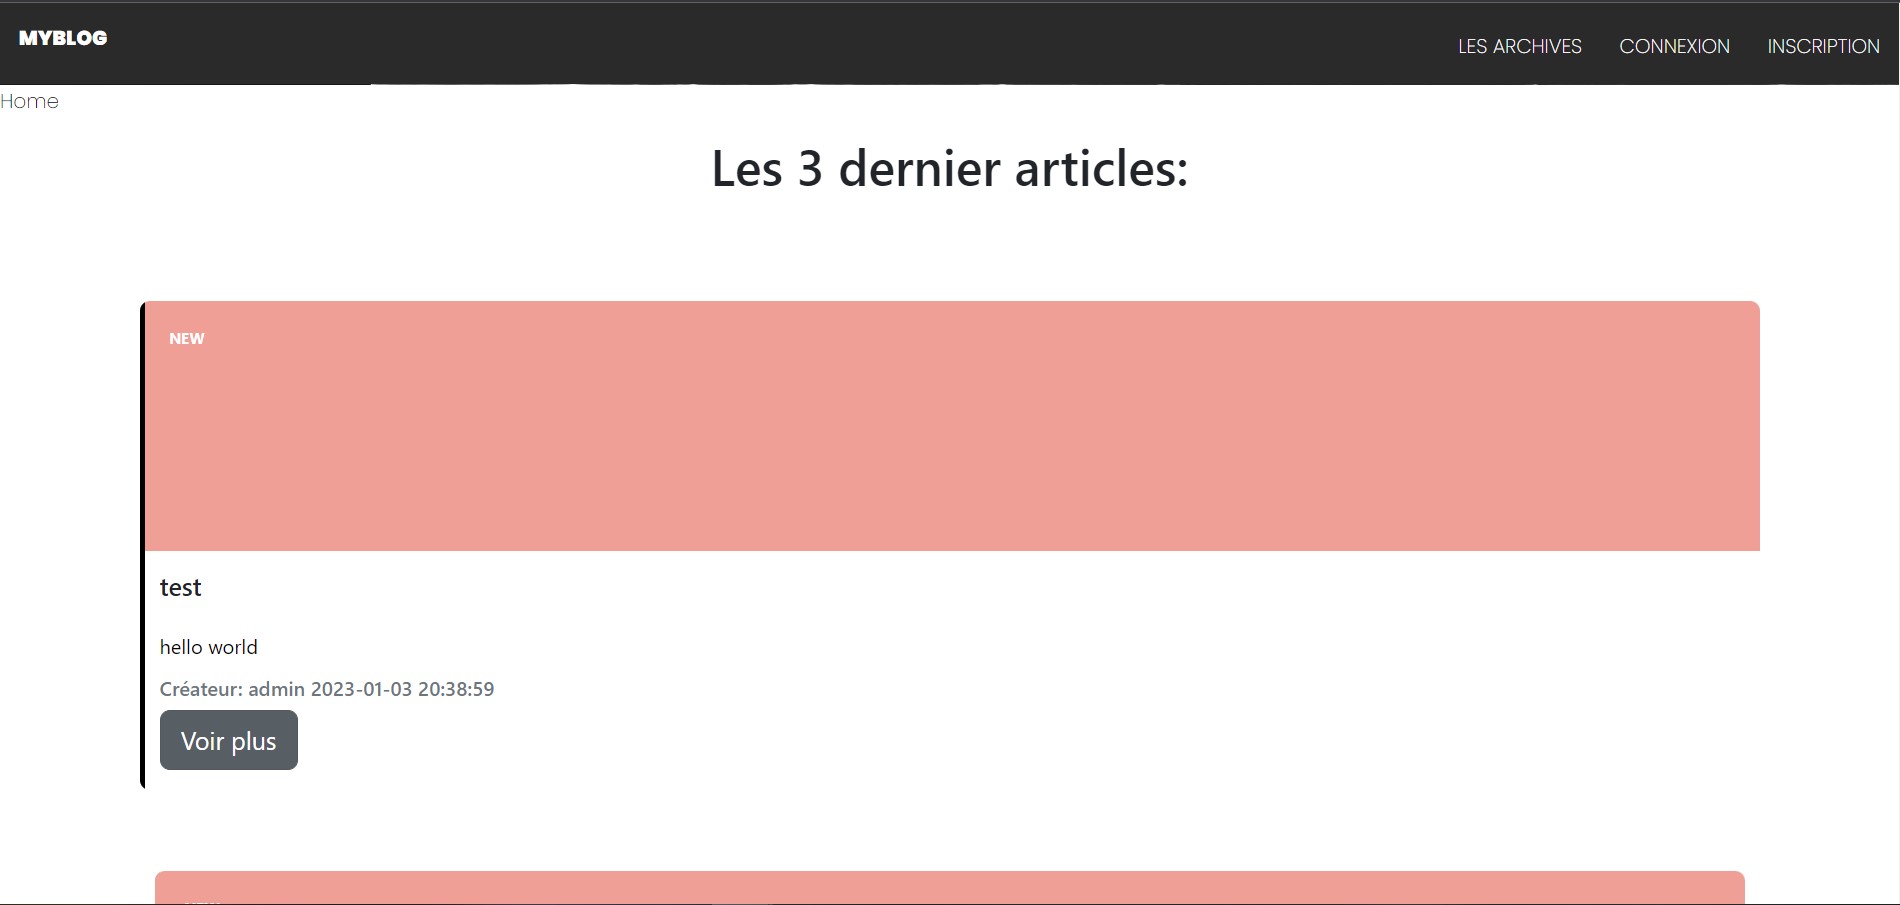 MYBLOG
LES ARCHIVES CONNEXION INSCRIPTION
Home
Les 3 dernier articles:
NEW
test
hello world
Créateur: admin 2023-01-03 20:38:59
Voir plus